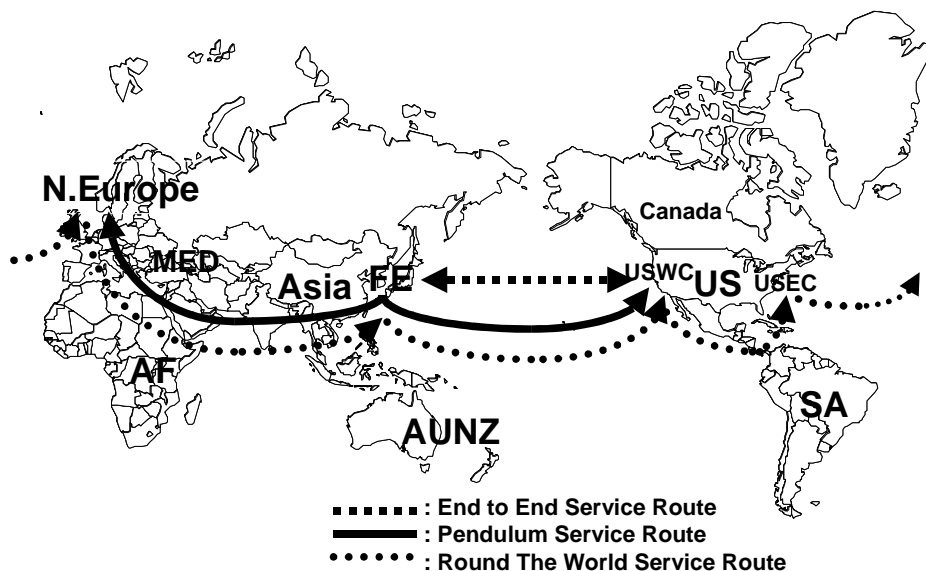 N.Europe
Canada
MED
Asia
FE
USWC
US
USEC
AF
SA
AUNZ
: End to End Service Route
: Pendulum Service Route
: Round The World Service Route